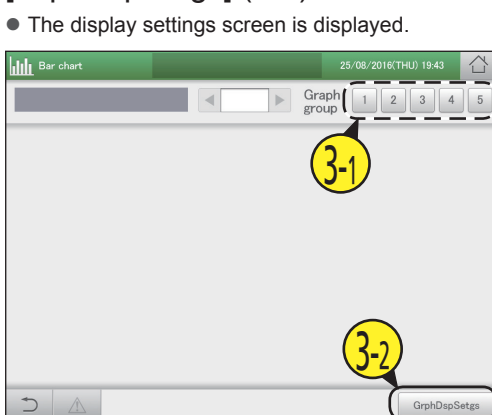 ● The display settings screen is displayed.
Bar chart 25/08/2016(THU) 19:43
Graph group 1 2 3 4 5
3-1
3-2
GrphDspSetgs